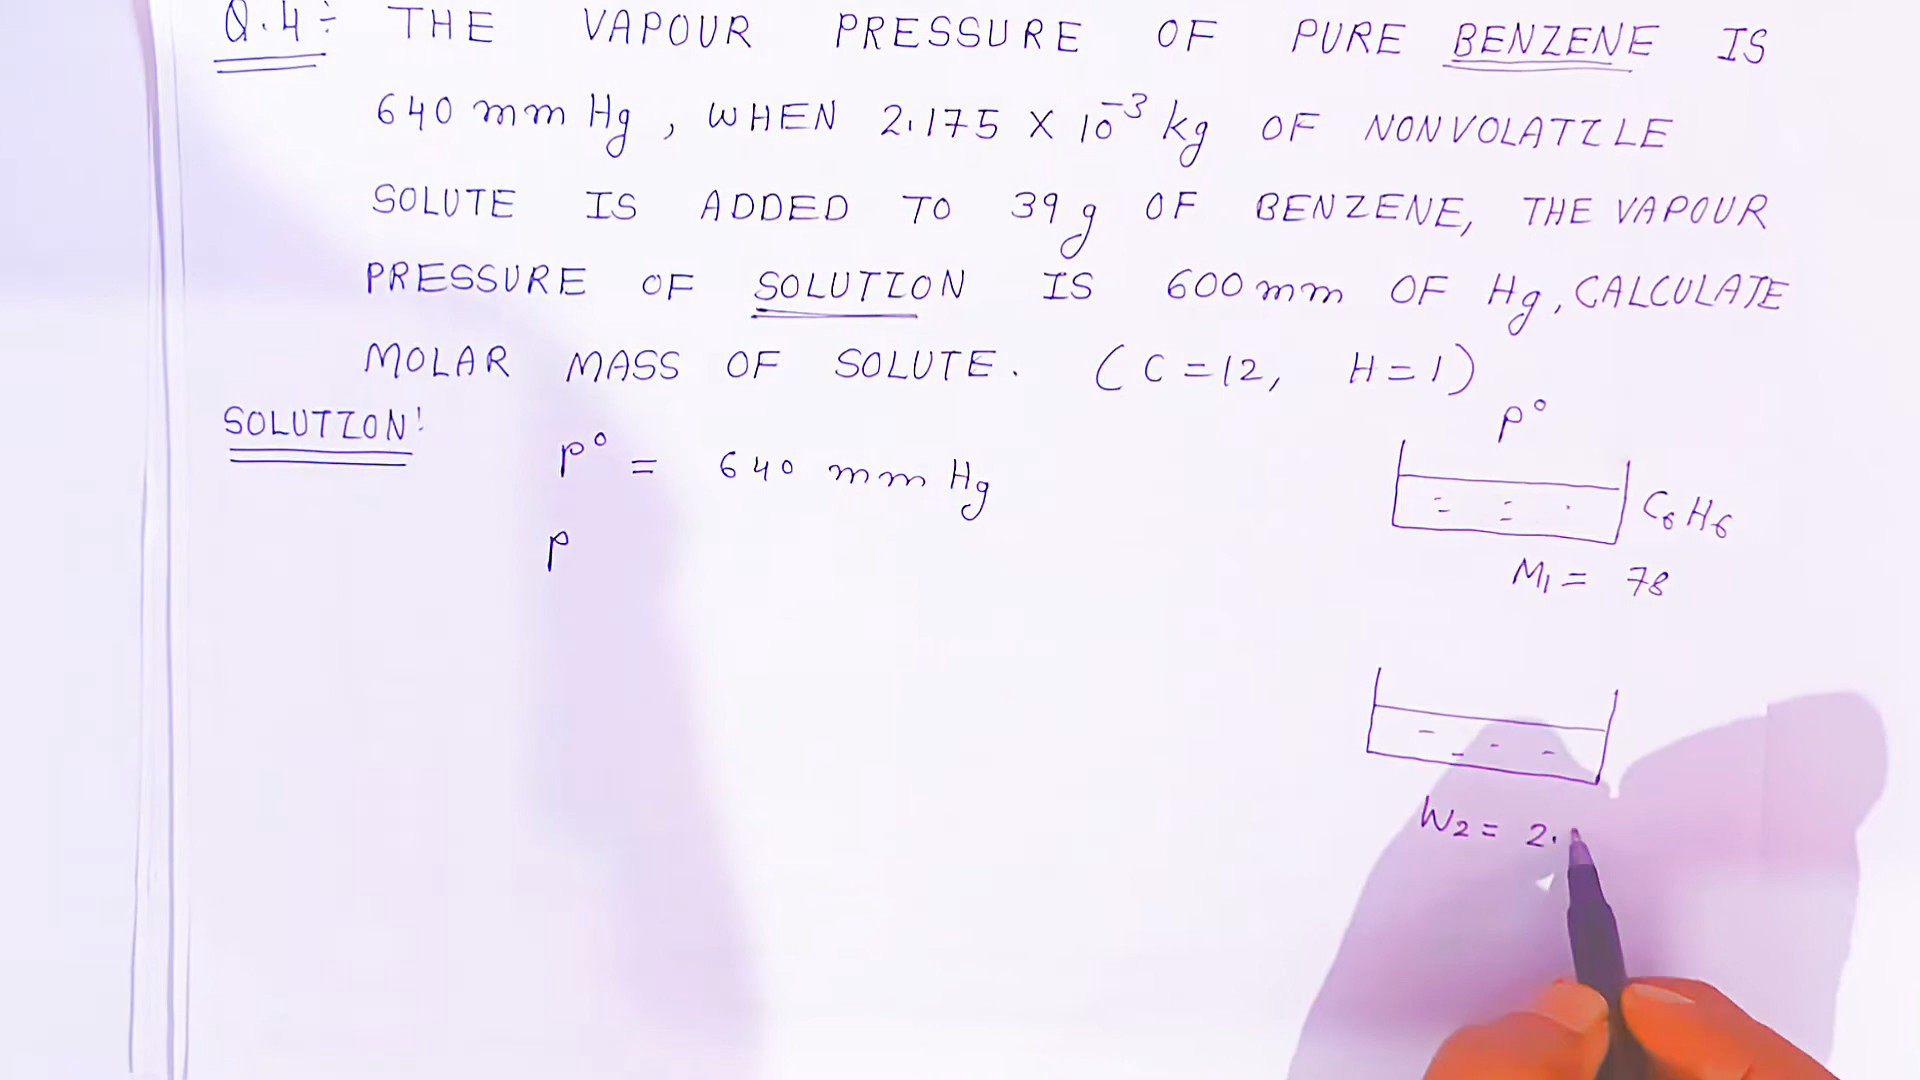 Q.4÷ THE VAPOUR PRESSURE OF PURE BENZENE IS
640 mm Hg, WHEN 2.175 X 10⁻³ kg OF NONVOLATILE
SOLUTE IS ADDED TO 39 g OF BENZENE, THE VAPOUR
PRESSURE OF SOLUTION IS 600 mm OF Hg, CALCULATE
MOLAR MASS OF SOLUTE. (C = 12, H = 1)
SOLUTION:
P° = 640 mm Hg
P
P°
C₆H₆
M₁ = 78
W₂ = 2.